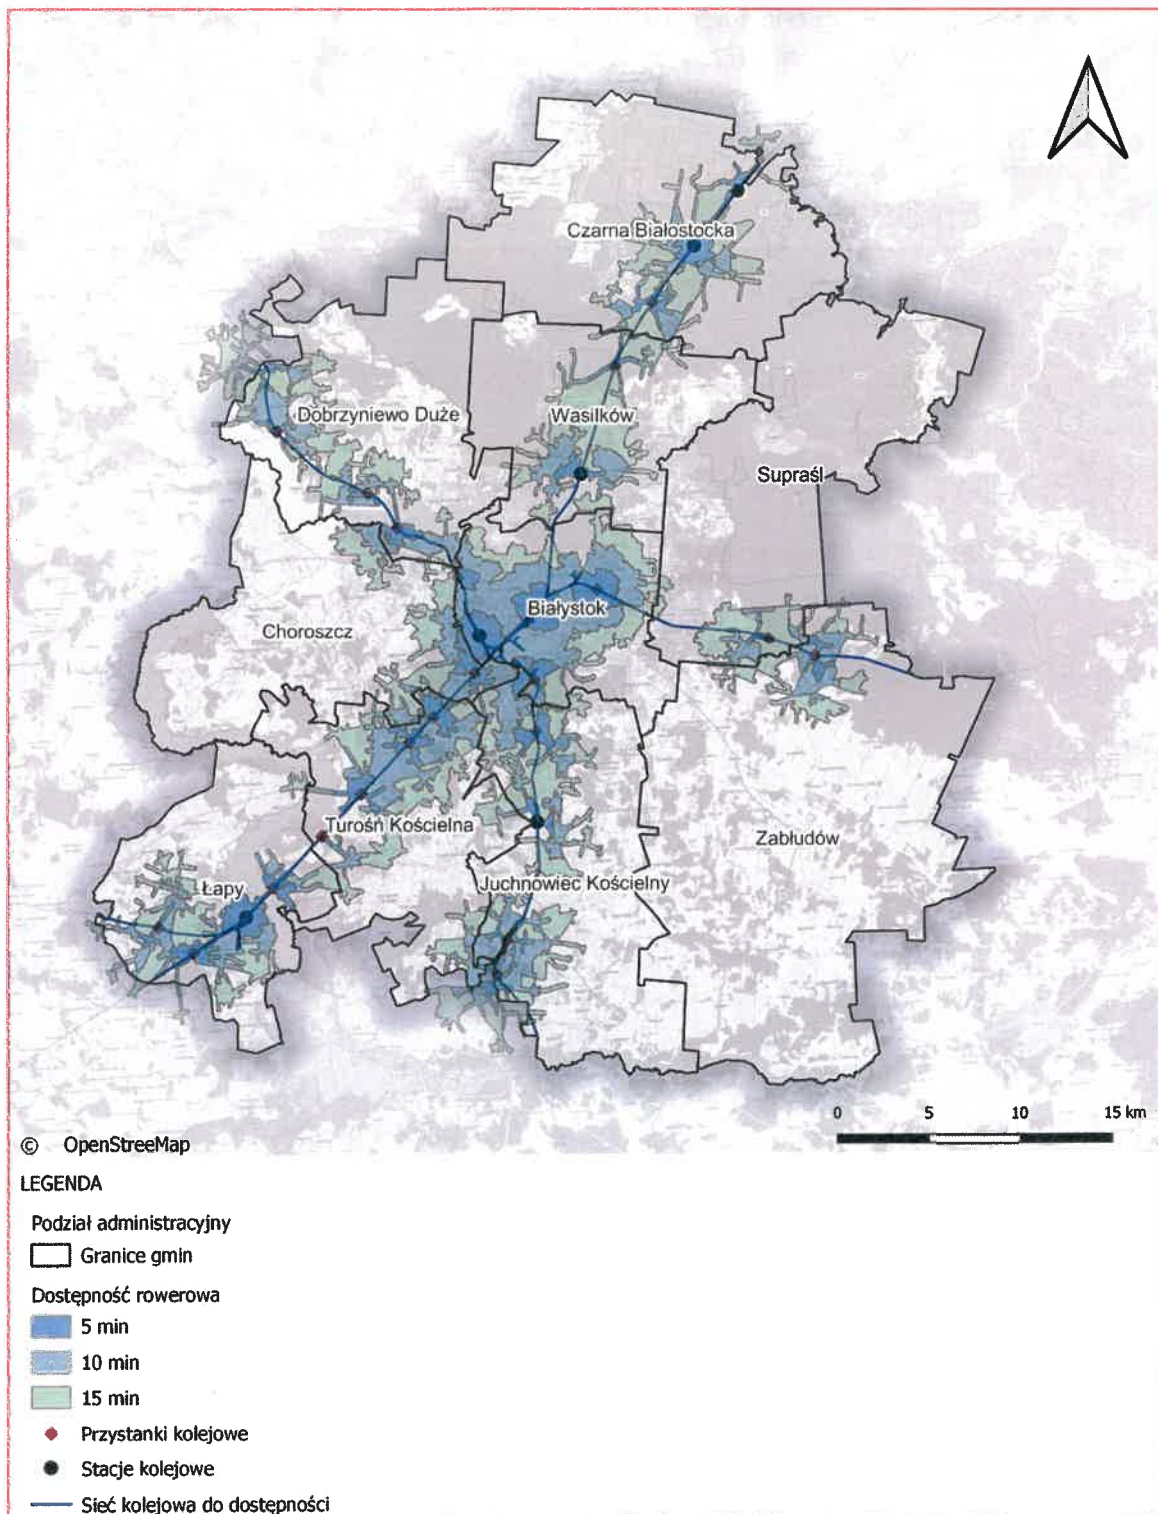 Czarna Białostocka
Dobrzyniewo Duże
Wasilków
Supraśl
Białystok
Choroszcz
Turośń Kościelna
Zabłudów
Juchnowiec Kościelny
Łapy
0 5 10 15 km
© OpenStreeMap
LEGENDA
Podział administracyjny
Granice gmin
Dostępność rowerowa
5 min
10 min
15 min
Przystanki kolejowe
Stacje kolejowe
Sieć kolejowa do dostępności